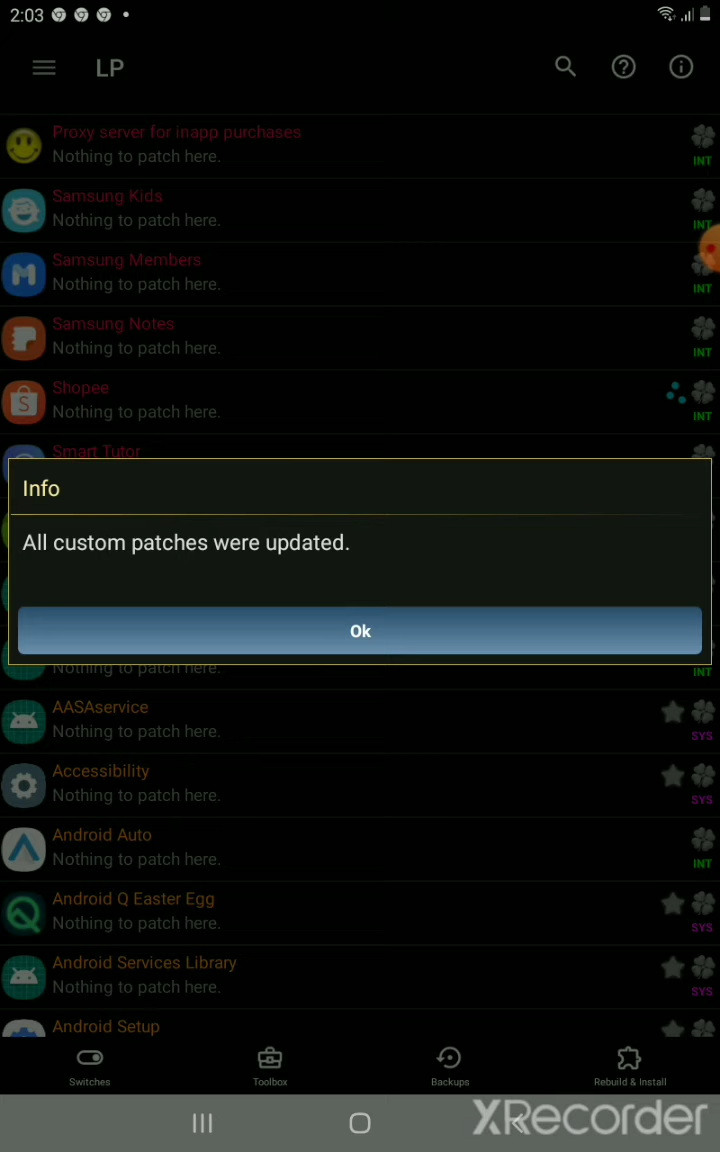 2:03
LP
Proxy server for inapp purchases
Nothing to patch here.
INT
Samsung Kids
Nothing to patch here.
INT
Samsung Members
Nothing to patch here.
INT
Samsung Notes
Nothing to patch here.
INT
Shopee
Nothing to patch here.
INT
Smart Tutor
Info
All custom patches were updated.
Ok
Nothing to patch here.
INT
AASAservice
Nothing to patch here.
SYS
Accessibility
Nothing to patch here.
SYS
Android Auto
Nothing to patch here.
INT
Android Q Easter Egg
Nothing to patch here.
SYS
Android Services Library
Nothing to patch here.
SYS
Android Setup
Switches
Toolbox
Backups
Rebuild & Install
XRecorder